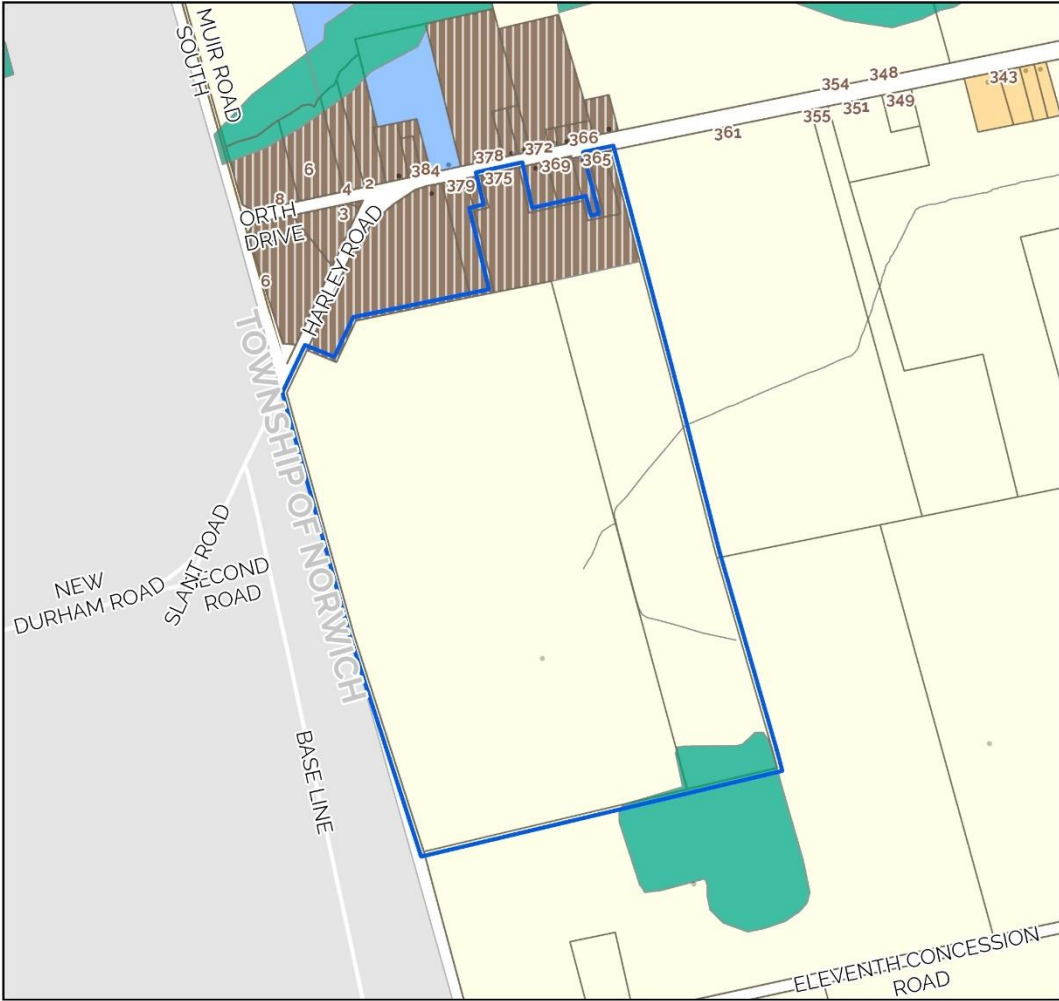 MUIR ROAD
SOUTH
354
348
343
351
349
355
361
366
372
378
384
365
369
375
379
6
4
2
8
3
ORTH
DRIVE
6
HARLEY ROAD
TOWNSHIP OF NORWICH
SLANT ROAD
NEW
DURHAM ROAD
SECOND
ROAD
BASE LINE
ELEVENTH CONCESSION
ROAD